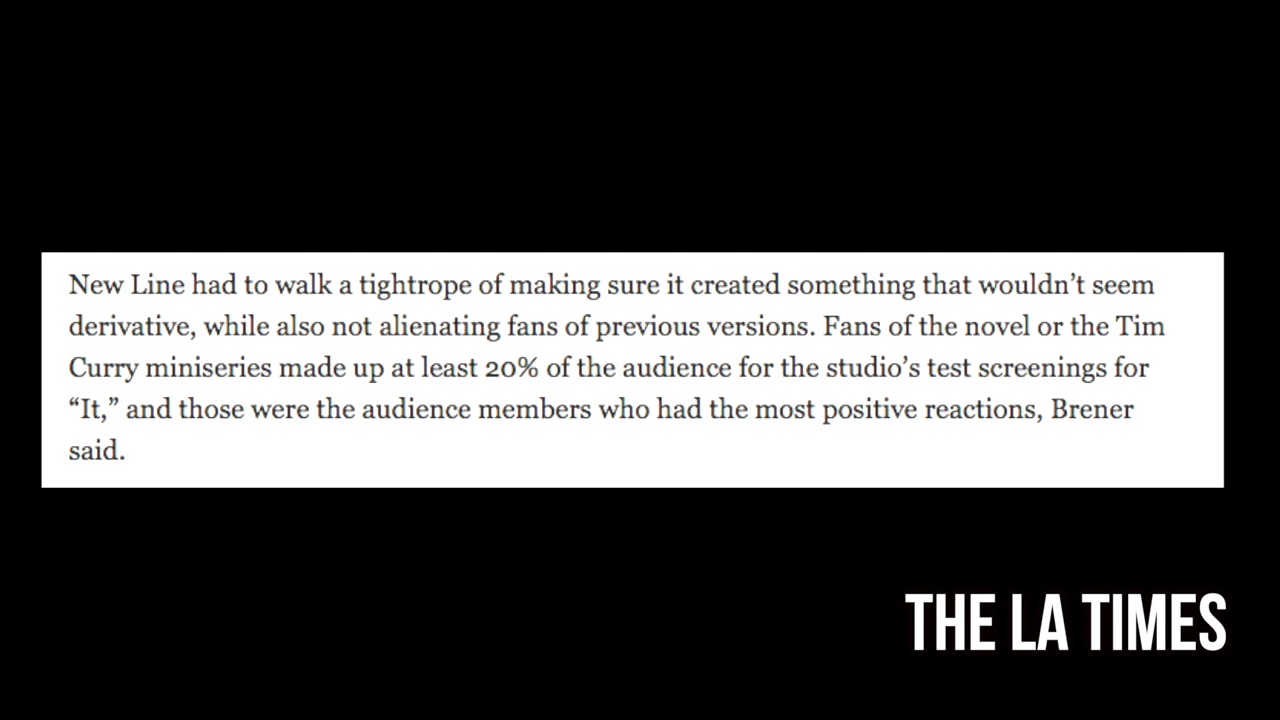 New Line had to walk a tightrope of making sure it created something that wouldn’t seem
derivative, while also not alienating fans of previous versions. Fans of the novel or the Tim
Curry miniseries made up at least 20% of the audience for the studio’s test screenings for
“It,” and those were the audience members who had the most positive reactions, Brener
said.
THE LA TIMES